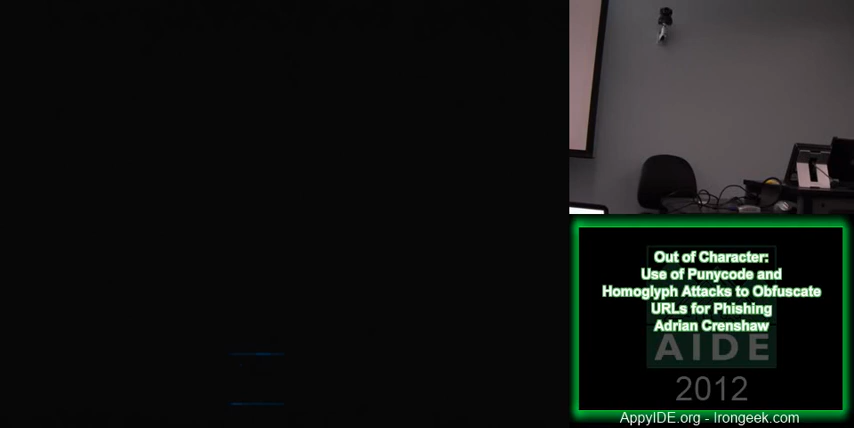 Out of Character:
Use of Punycode and
Homoglyph Attacks to Obfuscate
URLs for Phishing
Adrian Crenshaw
AIDE
2012
AppyIDE.org - Irongeek.com